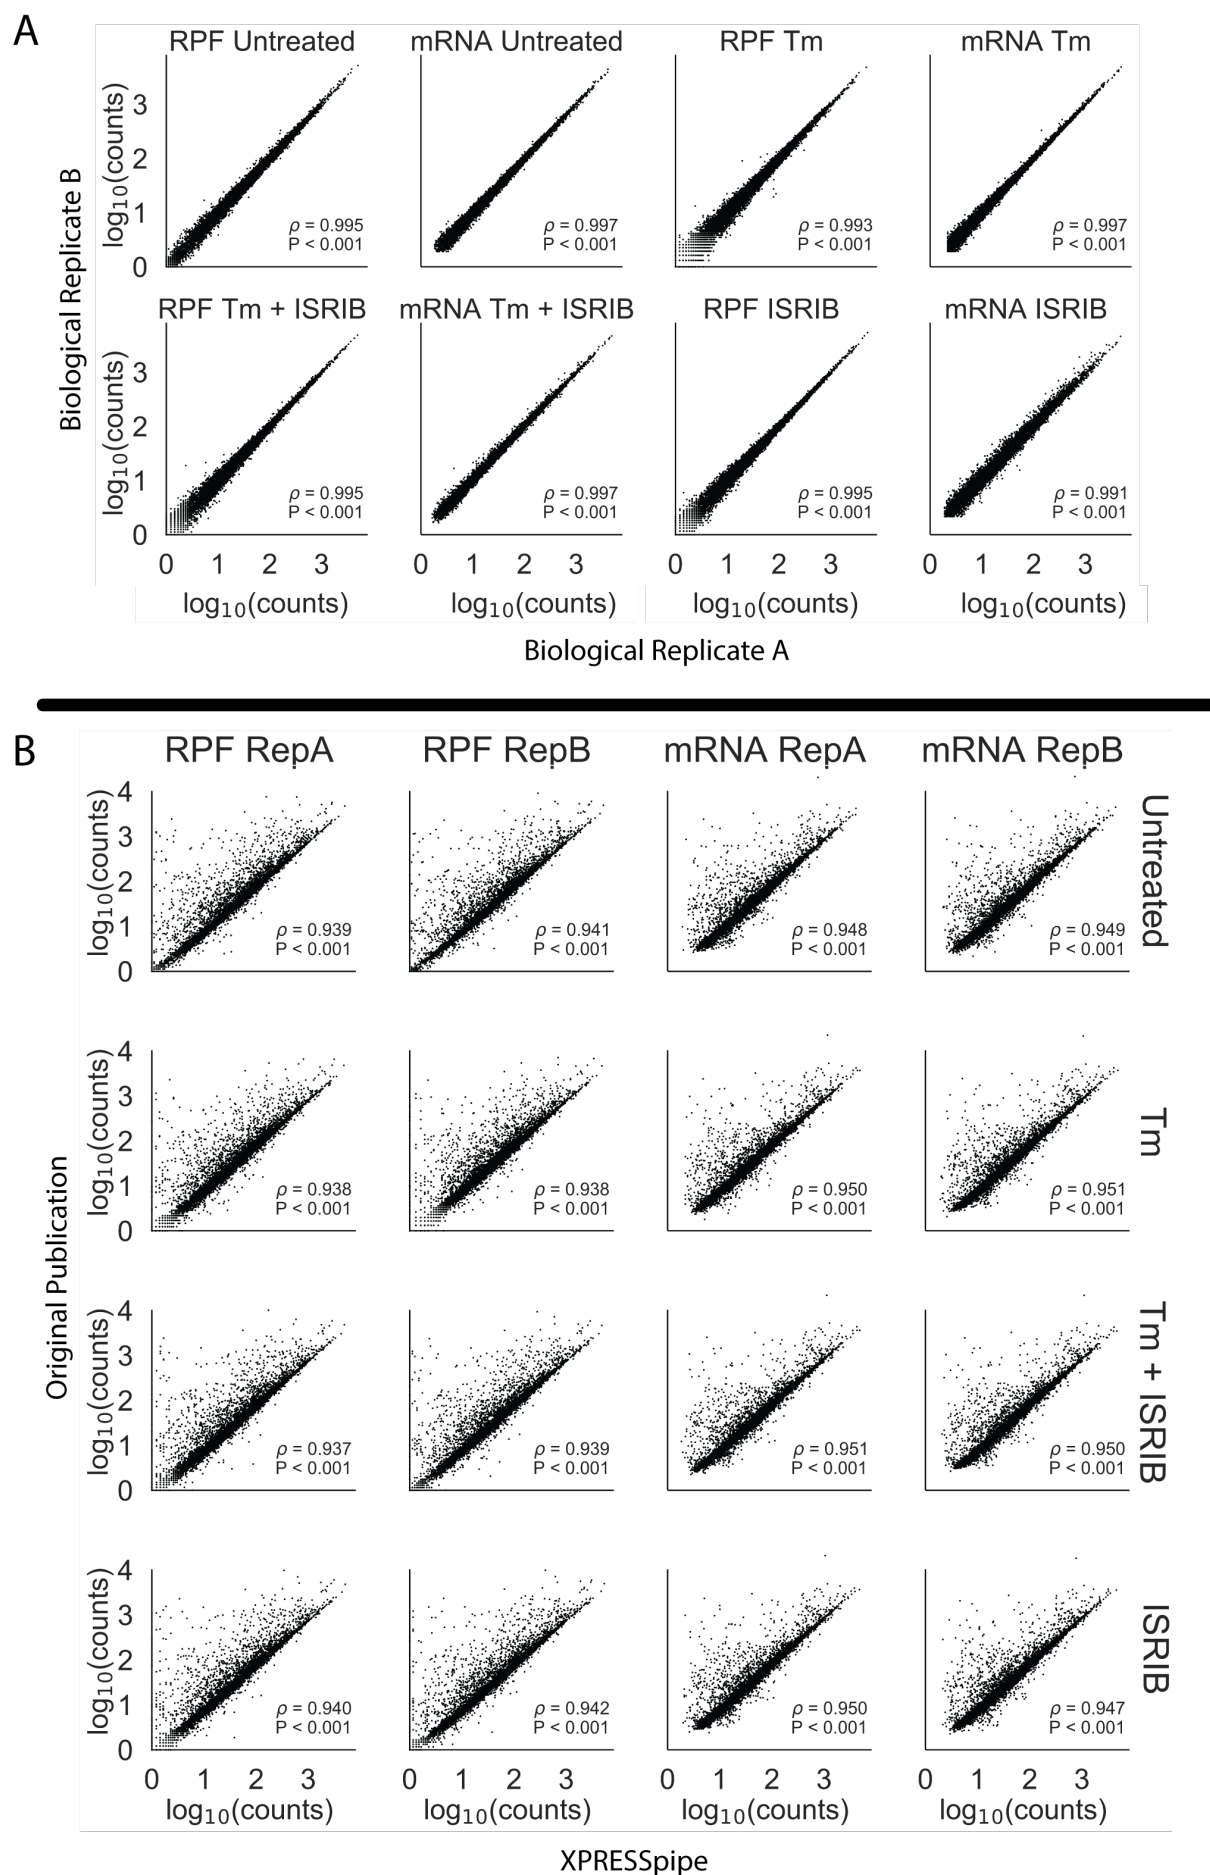 A
RPF Untreated
mRNA Untreated
RPF Tm
mRNA Tm
Biological Replicate B
log₁₀(counts)
3
2
1
0
ρ = 0.995
P < 0.001
ρ = 0.997
P < 0.001
ρ = 0.993
P < 0.001
ρ = 0.997
P < 0.001
RPF Tm + ISRIB
mRNA Tm + ISRIB
RPF ISRIB
mRNA ISRIB
log₁₀(counts)
3
2
1
0
ρ = 0.995
P < 0.001
ρ = 0.997
P < 0.001
ρ = 0.995
P < 0.001
ρ = 0.991
P < 0.001
0 1 2 3
0 1 2 3
0 1 2 3
0 1 2 3
log₁₀(counts)
log₁₀(counts)
log₁₀(counts)
log₁₀(counts)
Biological Replicate A
B
RPF RepA
RPF RepB
mRNA RepA
mRNA RepB
Original Publication
log₁₀(counts)
4
3
2
1
0
ρ = 0.939
P < 0.001
ρ = 0.941
P < 0.001
ρ = 0.948
P < 0.001
ρ = 0.949
P < 0.001
Untreated
log₁₀(counts)
4
3
2
1
0
ρ = 0.938
P < 0.001
ρ = 0.938
P < 0.001
ρ = 0.950
P < 0.001
ρ = 0.951
P < 0.001
Tm
log₁₀(counts)
4
3
2
1
0
ρ = 0.937
P < 0.001
ρ = 0.939
P < 0.001
ρ = 0.951
P < 0.001
ρ = 0.950
P < 0.001
Tm + ISRIB
log₁₀(counts)
4
3
2
1
0
ρ = 0.940
P < 0.001
ρ = 0.942
P < 0.001
ρ = 0.950
P < 0.001
ρ = 0.947
P < 0.001
ISRIB
0 1 2 3
0 1 2 3
0 1 2 3
0 1 2 3
log₁₀(counts)
log₁₀(counts)
log₁₀(counts)
log₁₀(counts)
XPRESSpipe